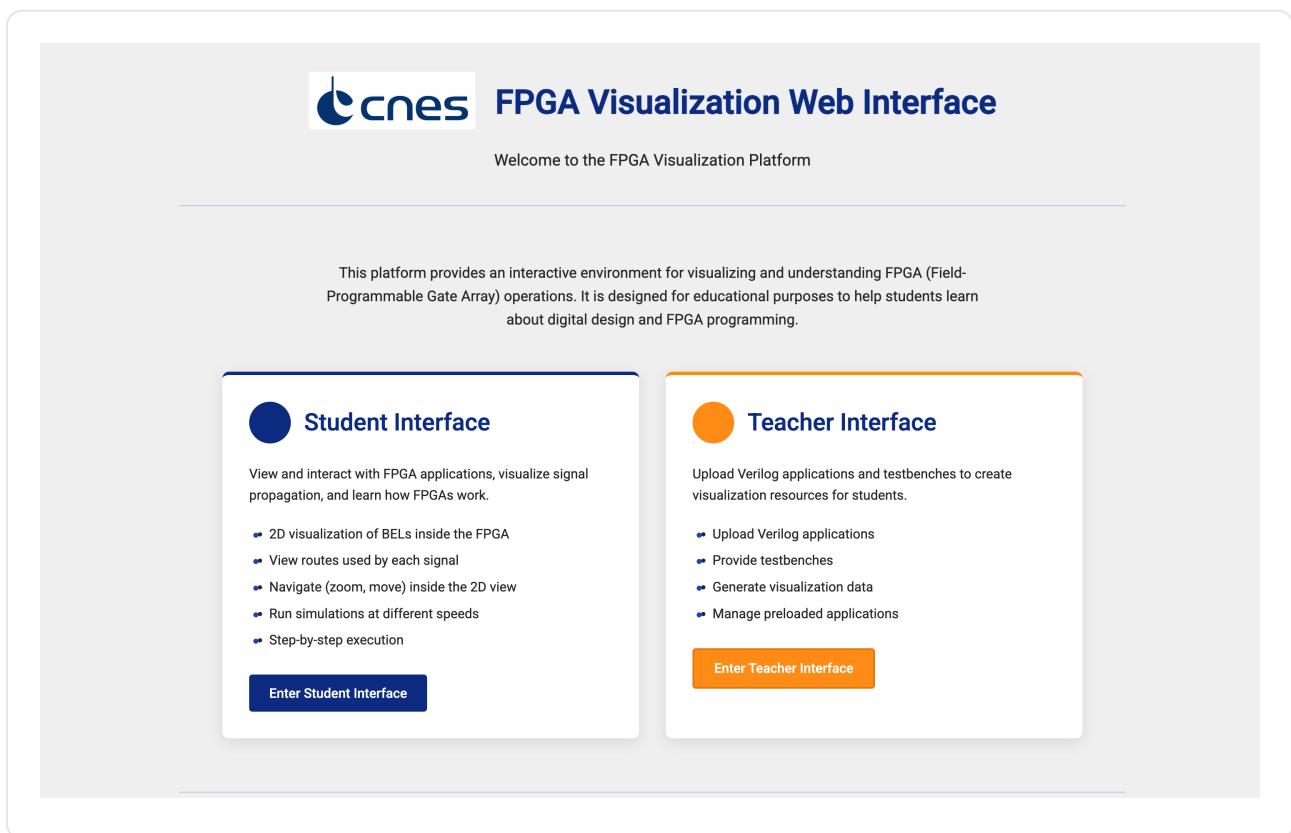 cnes
FPGA Visualization Web Interface
Welcome to the FPGA Visualization Platform
This platform provides an interactive environment for visualizing and understanding FPGA (Field-
Programmable Gate Array) operations. It is designed for educational purposes to help students learn
about digital design and FPGA programming.
Student Interface
View and interact with FPGA applications, visualize signal
propagation, and learn how FPGAs work.
2D visualization of BELs inside the FPGA
View routes used by each signal
Navigate (zoom, move) inside the 2D view
Run simulations at different speeds
Step-by-step execution
Enter Student Interface
Teacher Interface
Upload Verilog applications and testbenches to create
visualization resources for students.
Upload Verilog applications
Provide testbenches
Generate visualization data
Manage preloaded applications
Enter Teacher Interface